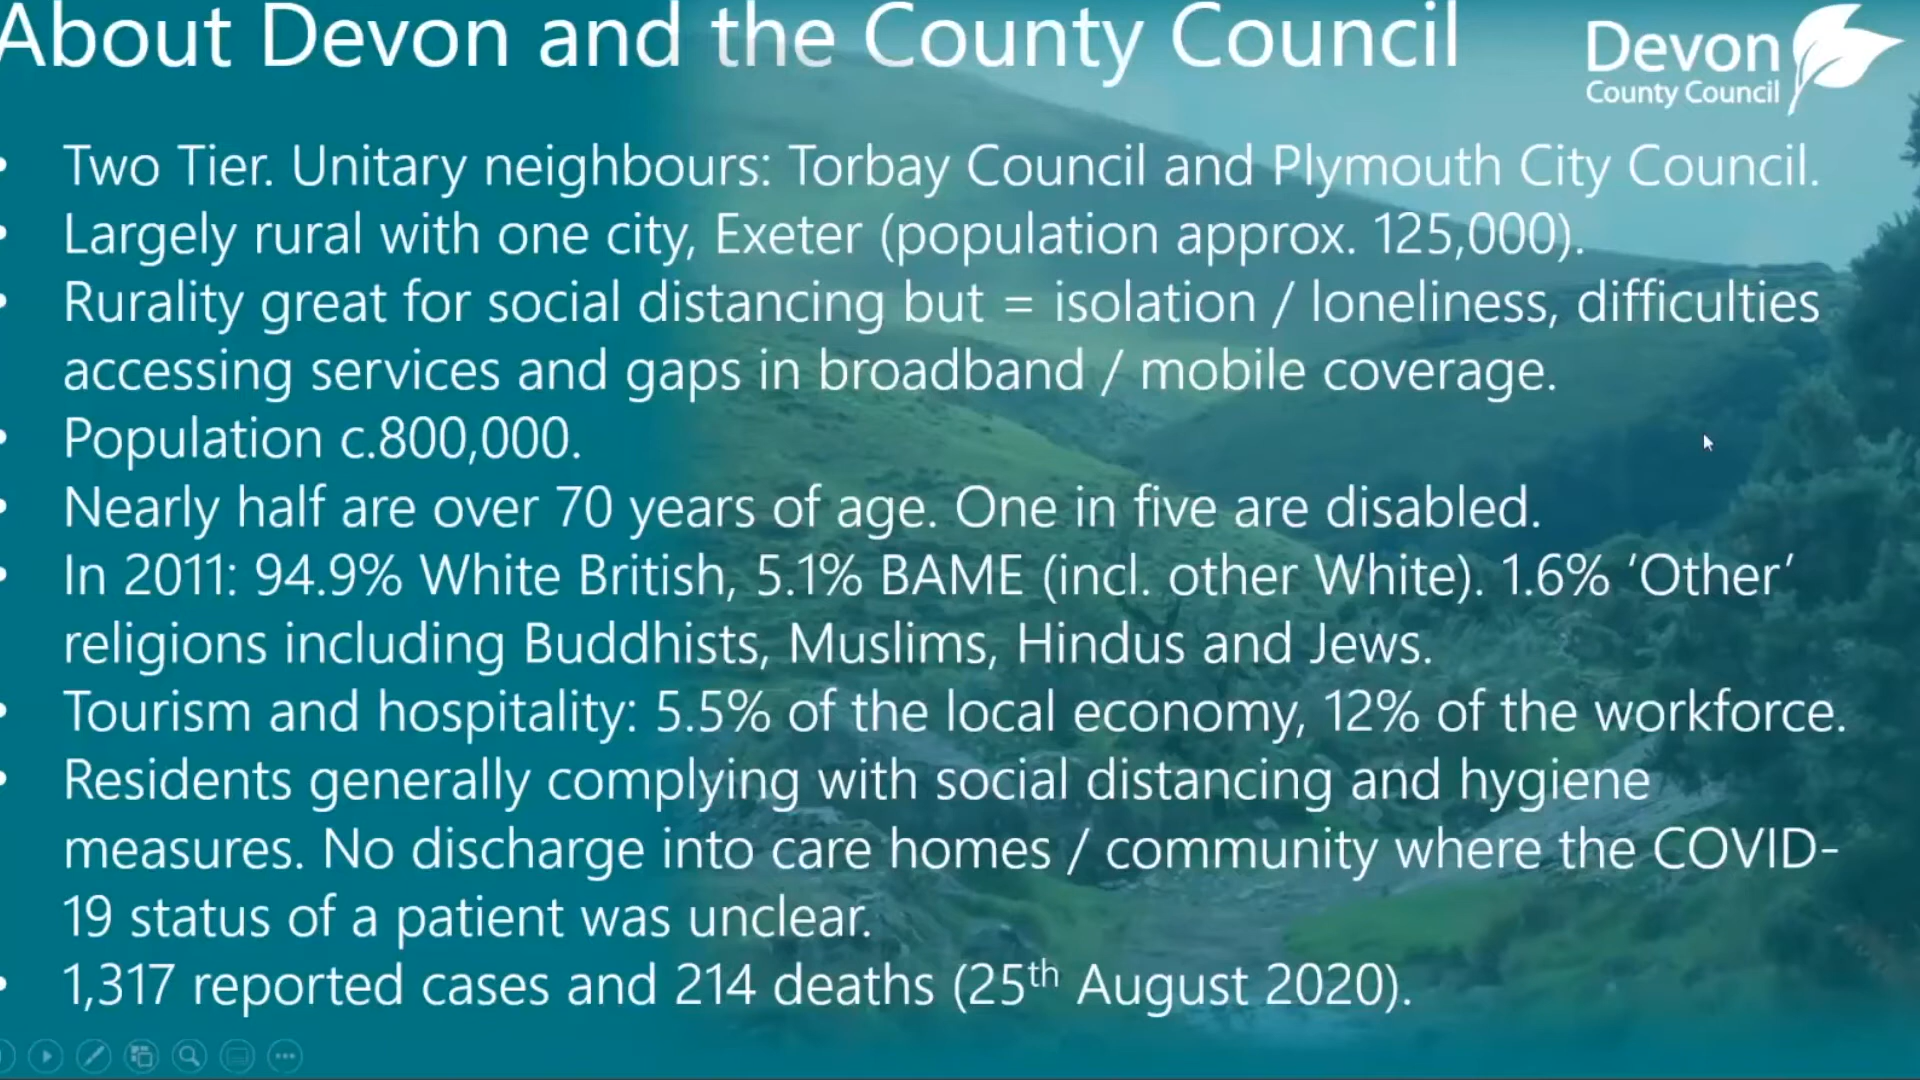 About Devon and the County Council
Devon
County Council
• Two Tier. Unitary neighbours: Torbay Council and Plymouth City Council.
• Largely rural with one city, Exeter (population approx. 125,000).
• Rurality great for social distancing but = isolation / loneliness, difficulties
accessing services and gaps in broadband / mobile coverage.
• Population c.800,000.
• Nearly half are over 70 years of age. One in five are disabled.
• In 2011: 94.9% White British, 5.1% BAME (incl. other White). 1.6% ‘Other’
religions including Buddhists, Muslims, Hindus and Jews.
• Tourism and hospitality: 5.5% of the local economy, 12% of the workforce.
• Residents generally complying with social distancing and hygiene
measures. No discharge into care homes / community where the COVID-
19 status of a patient was unclear.
• 1,317 reported cases and 214 deaths (25th August 2020).